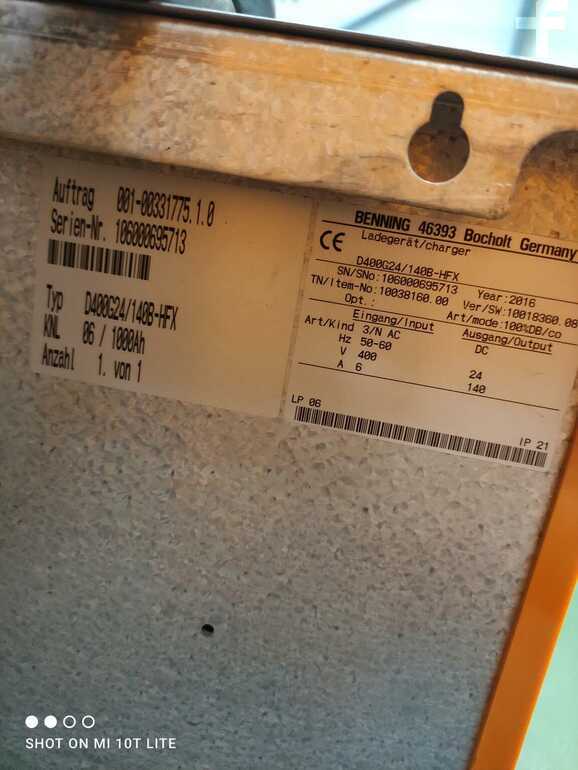 Auftrag 001-00331775.1.0
Serien-Nr. 106000695713
Typ D400G24/140B-HFX
KNL 06 / 1000Ah
Anzahl 1. von 1
BENNING 46393 Bocholt Germany
CE Ladegerät/charger
D400G24/140B-HFX
SN/SNo:106000695713 Year:2016
TN/Item-No:10038160.00 Ver/SW:10018360.08
Opt.: Art/mode:100%DB/co
Eingang/Input Ausgang/Output
Art/Kind 3/N AC DC
Hz 50-60
V 400 24
A 6 140
LP 06 IP 21
SHOT ON MI 10T LITE